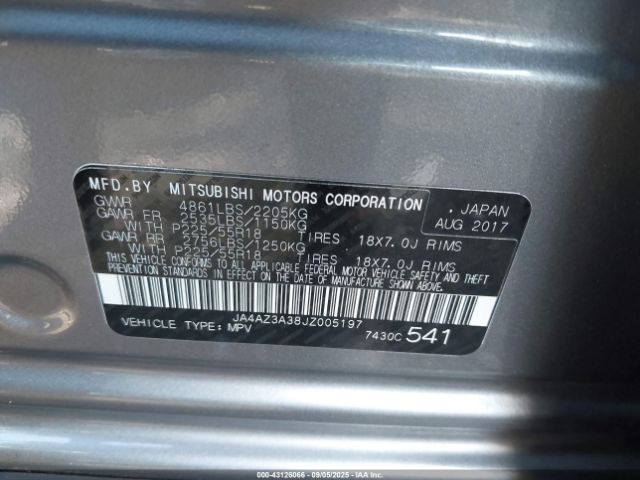 MFD.BY MITSUBISHI MOTORS CORPORATION , JAPAN
GVWR 4861LBS/2205KG AUG 2017
GAWR FR 2535LBS/1150KG
WITH P225/55R18 TIRES 18X7.0J RIMS
GAWR RR 2756LBS/1250KG
WITH P225/55R18 TIRES 18X7.0J RIMS
THIS VEHICLE CONFORMS TO ALL APPLICABLE FEDERAL MOTOR VEHICLE SAFETY AND THEFT
PREVENTION STANDARDS IN EFFECT ON THE DATE OF MANUFACTURE SHOWN ABOVE.
JA4AZ3A38JZ005197
VEHICLE TYPE: MPV 7430C 541
000-43126066 - 09/05/2025 - IAAI.COM